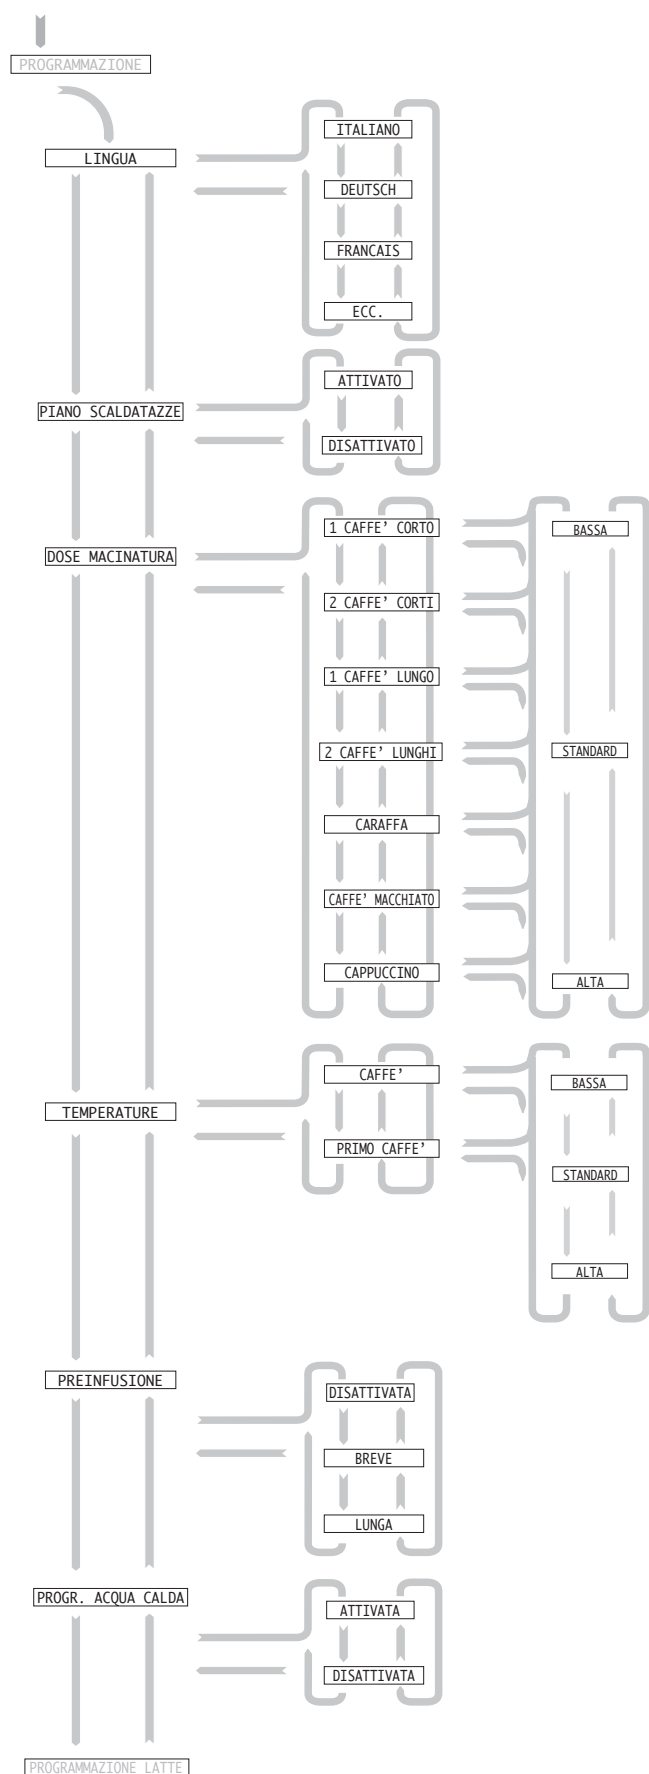 PROGRAMMAZIONE
LINGUA
ITALIANO
DEUTSCH
FRANCAIS
ECC.
PIANO SCALDATAZZE
ATTIVATO
DISATTIVATO
DOSE MACINATURA
1 CAFFE’ CORTO
2 CAFFE’ CORTI
1 CAFFE’ LUNGO
2 CAFFE’ LUNGHI
CARAFFA
CAFFE’ MACCHIATO
CAPPUCCINO
BASSA
STANDARD
ALTA
TEMPERATURE
CAFFE’
PRIMO CAFFE’
BASSA
STANDARD
ALTA
PREINFUSIONE
DISATTIVATA
BREVE
LUNGA
PROGR. ACQUA CALDA
ATTIVATA
DISATTIVATA
PROGRAMMAZIONE LATTE